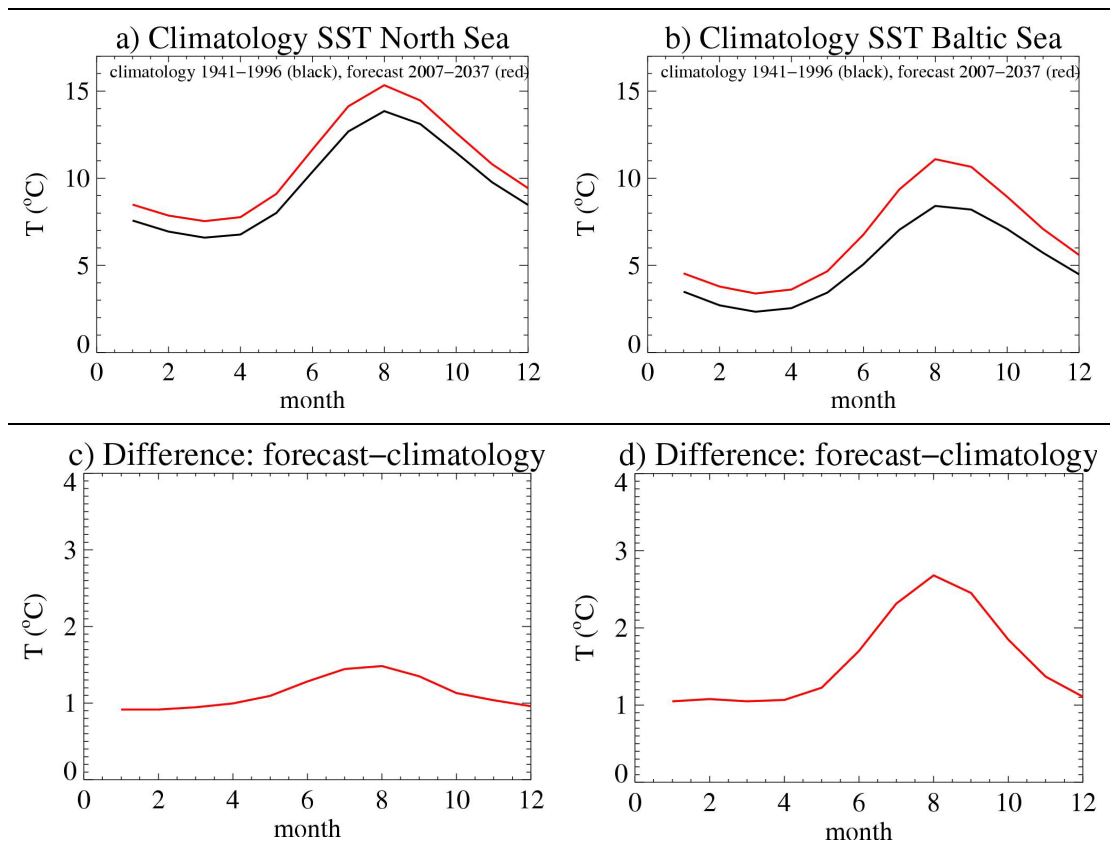 a) Climatology SST North Sea
climatology 1941−1996 (black), forecast 2007−2037 (red)
15
10
5
0
T (°C)
0 2 4 6 8 10 12
month
b) Climatology SST Baltic Sea
climatology 1941−1996 (black), forecast 2007−2037 (red)
15
10
5
0
T (°C)
0 2 4 6 8 10 12
month
c) Difference: forecast−climatology
4
3
2
1
0
T (°C)
0 2 4 6 8 10 12
month
d) Difference: forecast−climatology
4
3
2
1
0
T (°C)
0 2 4 6 8 10 12
month